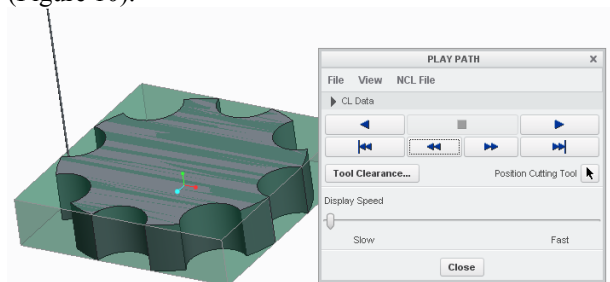 (Figure 10).
PLAY PATH x
File View NCL File
CL Data
Tool Clearance... Position Cutting Tool
Display Speed
Slow Fast
Close